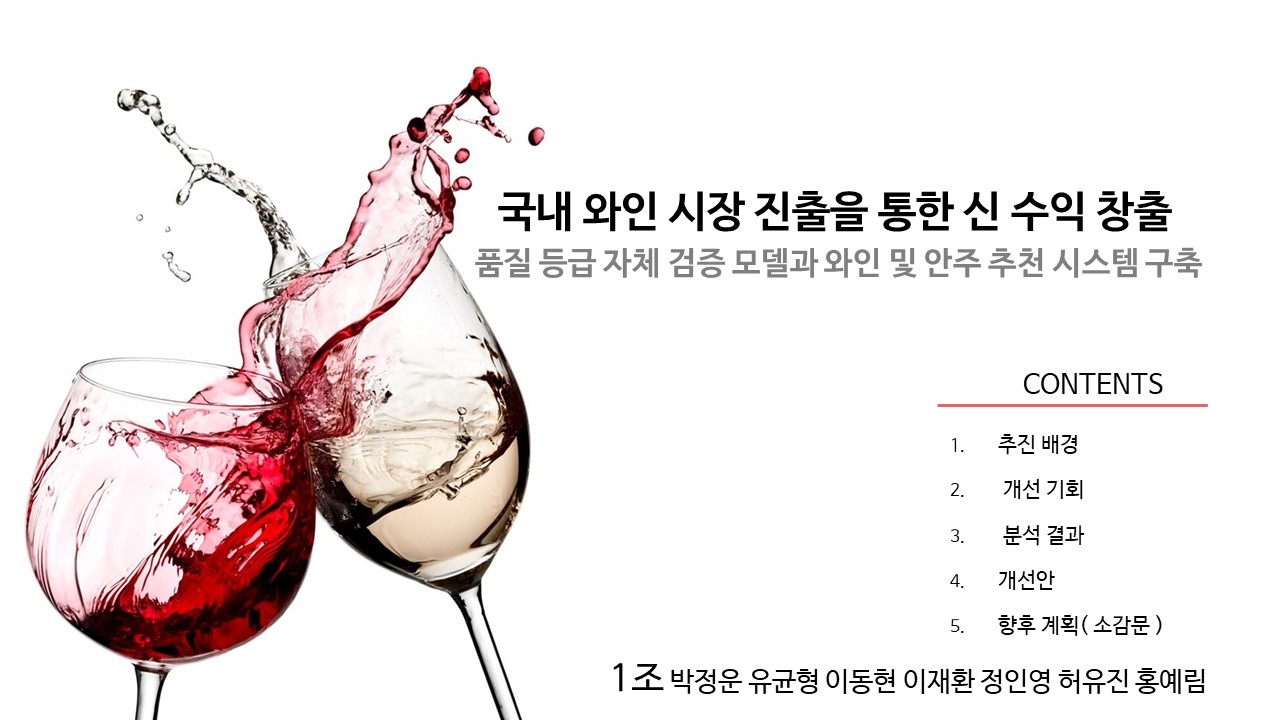 국내 와인 시장 진출을 통한 신 수익 창출
품질 등급 자체 검증 모델과 와인 및 안주 추천 시스템 구축
CONTENTS
1. 추진 배경
2. 개선 기회
3. 분석 결과
4. 개선안
5. 향후 계획( 소감문 )
1조 박정운 유균형 이동현 이재환 정인영 허유진 홍예림